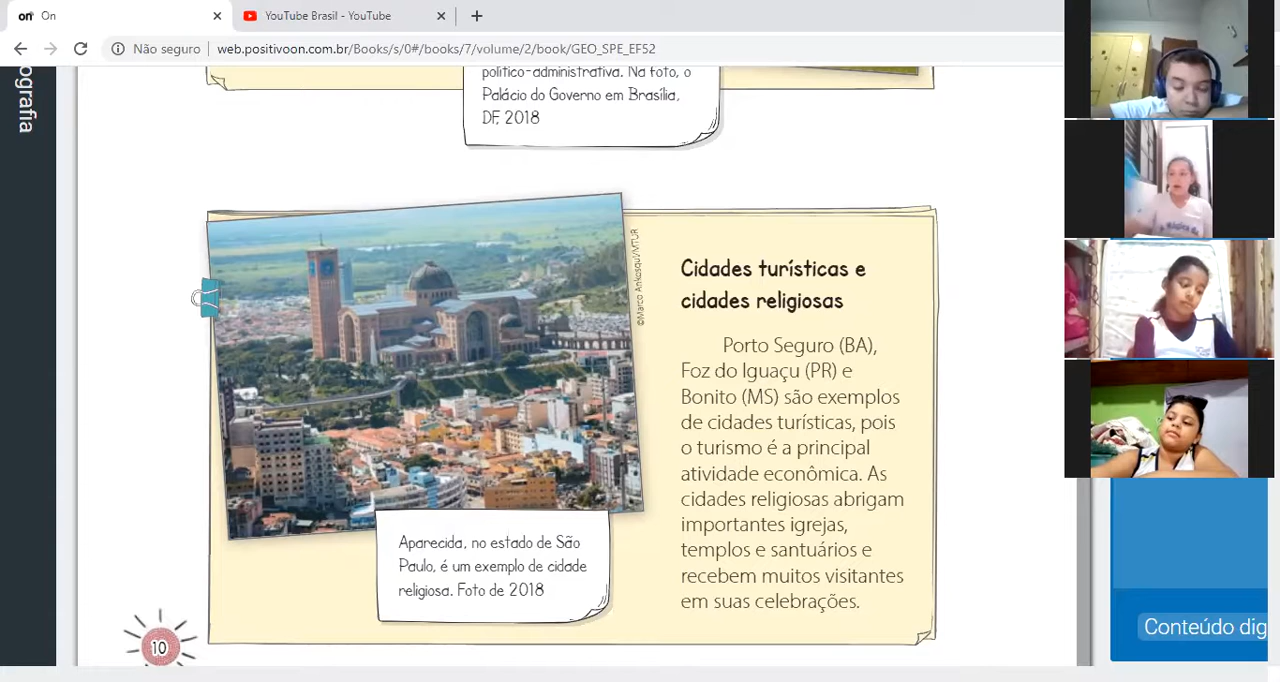 On
YouTube Brasil - YouTube
Não seguro
web.positivoon.com.br/Books/s/0#/books/7/volume/2/book/GEO_SPE_EF52
ografia
político-administrativa. Na foto, o
Palácio do Governo em Brasília,
DF, 2018
©Marco Ankosqui/MTUR
Cidades turísticas e
cidades religiosas
Porto Seguro (BA),
Foz do Iguaçu (PR) e
Bonito (MS) são exemplos
de cidades turísticas, pois
o turismo é a principal
atividade econômica. As
cidades religiosas abrigam
importantes igrejas,
templos e santuários e
recebem muitos visitantes
em suas celebrações.
Aparecida, no estado de São
Paulo, é um exemplo de cidade
religiosa. Foto de 2018
10
Conteúdo dig